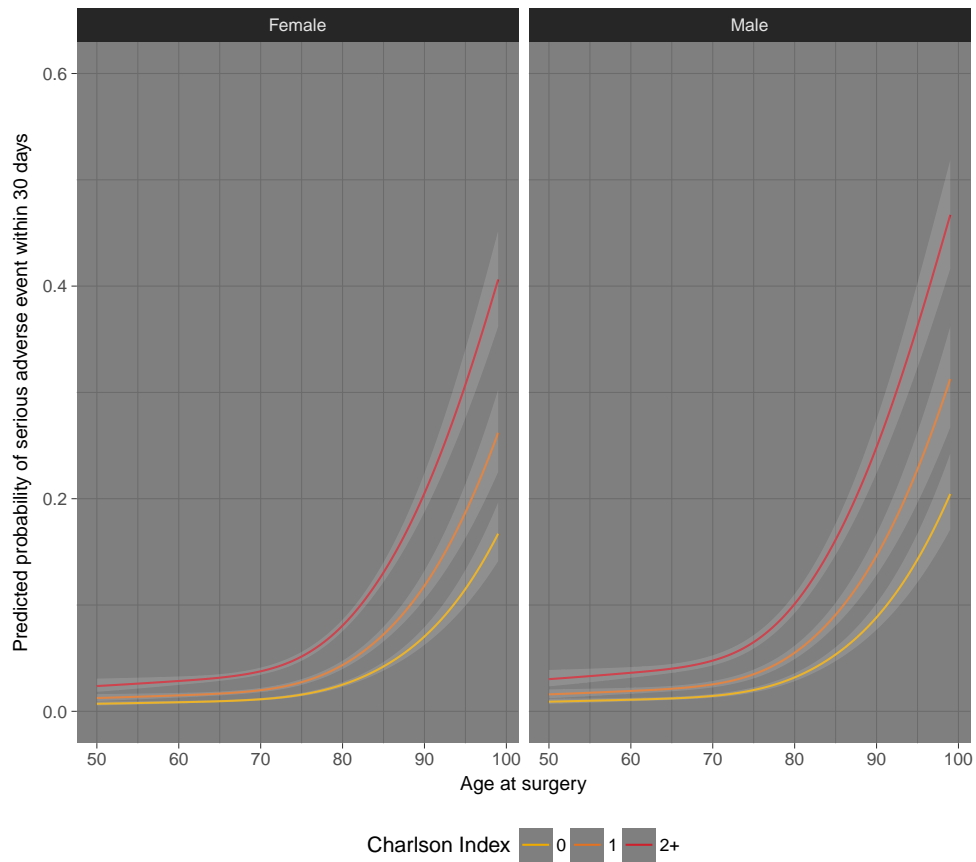 Female Male
Predicted probability of serious adverse event within 30 days
0.6
0.4
0.2
0.0
50 60 70 80 90 100 50 60 70 80 90 100
Age at surgery
Charlson Index 0 1 2+